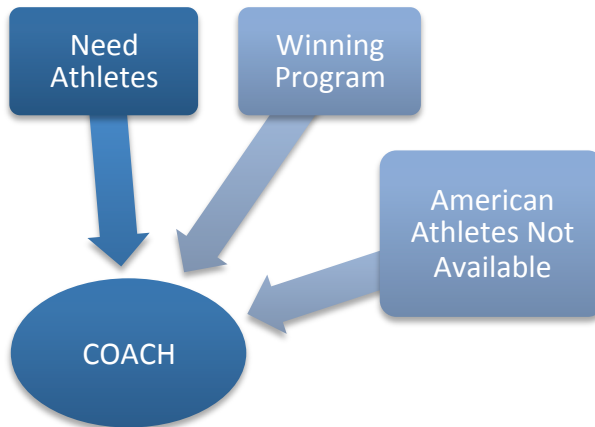 Need
Athletes
Winning
Program
American
Athletes Not
Available
COACH